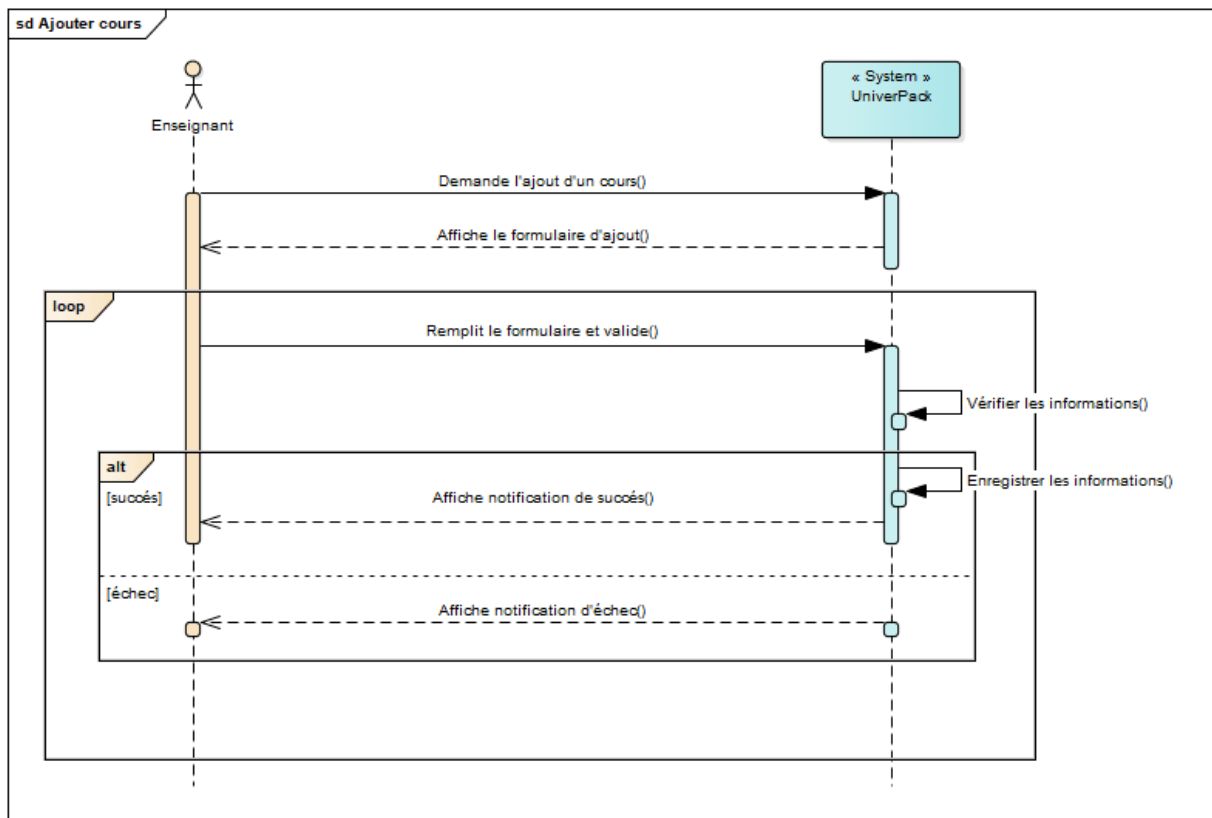 sd Ajouter cours
« System »
UniverPack
Enseignant
Demande l'ajout d'un cours()
Affiche le formulaire d'ajout()
loop
Remplit le formulaire et valide()
Vérifier les informations()
alt
Enregistrer les informations()
[succés]
Affiche notification de succés()
[échec]
Affiche notification d'échec()